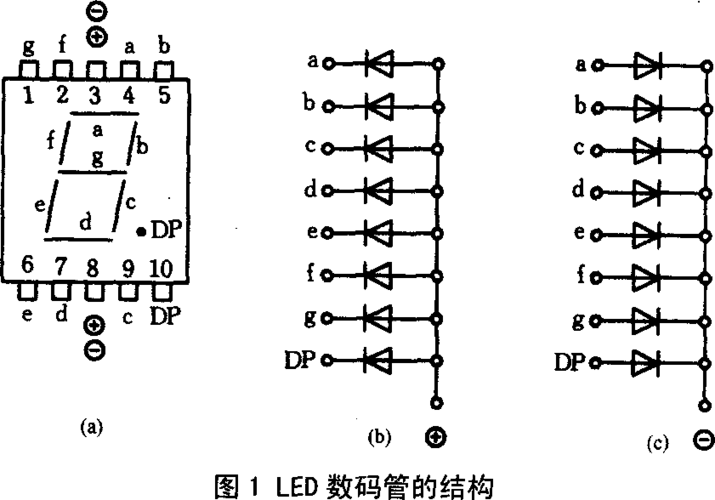 ⊖
g f ⊕ a b
1 2 3 4 5
a
f b
g
e c
d
DP
6 7 8 9 10
e d ⊕ c DP
⊖
(a)
a
b
c
d
e
f
g
DP
(b) ⊕
a
b
c
d
e
f
g
DP
(c) ⊖
图 1 LED 数码管的结构